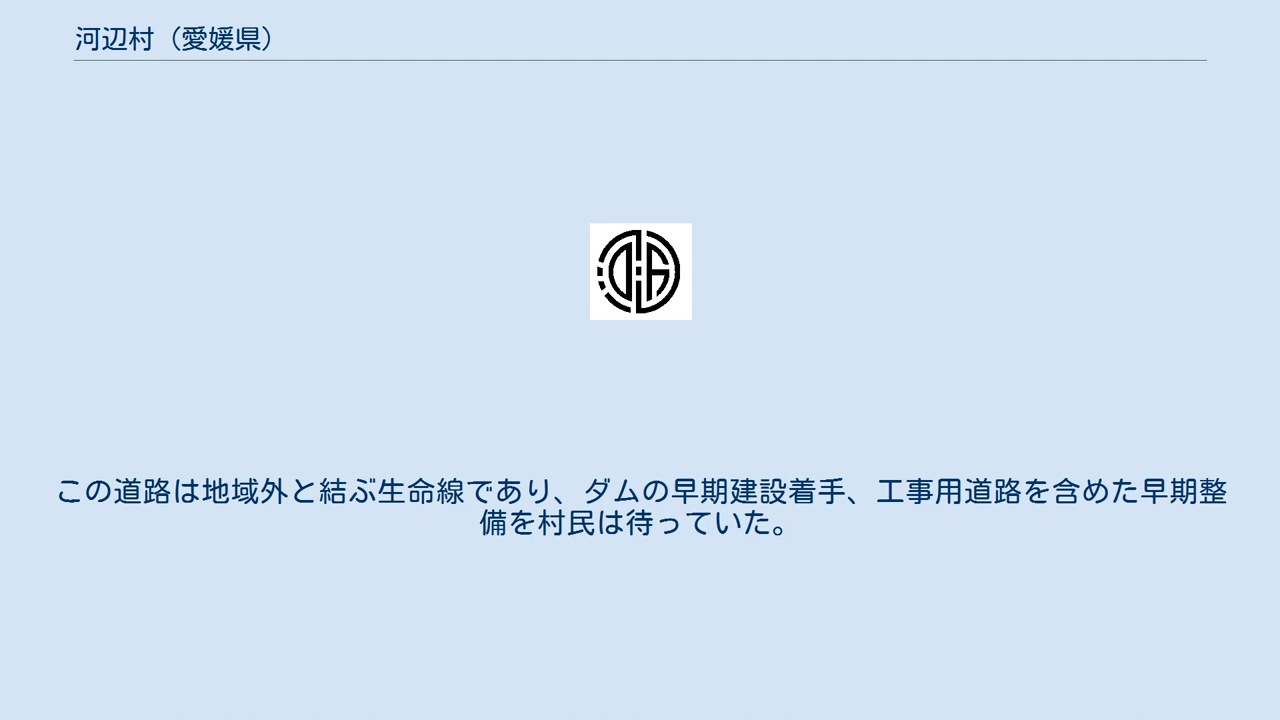 河辺村（愛媛県）
この道路は地域外と結ぶ生命線であり、ダムの早期建設着手、工事用道路を含めた早期整
備を村民は待っていた。